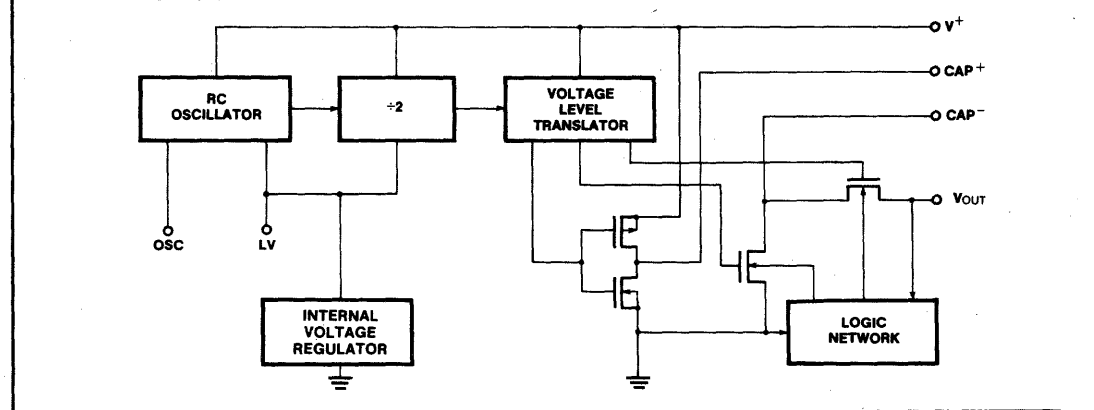 V+
CAP+
CAP-
RC
OSCILLATOR
÷2
VOLTAGE
LEVEL
TRANSLATOR
VOUT
OSC
LV
INTERNAL
VOLTAGE
REGULATOR
LOGIC
NETWORK